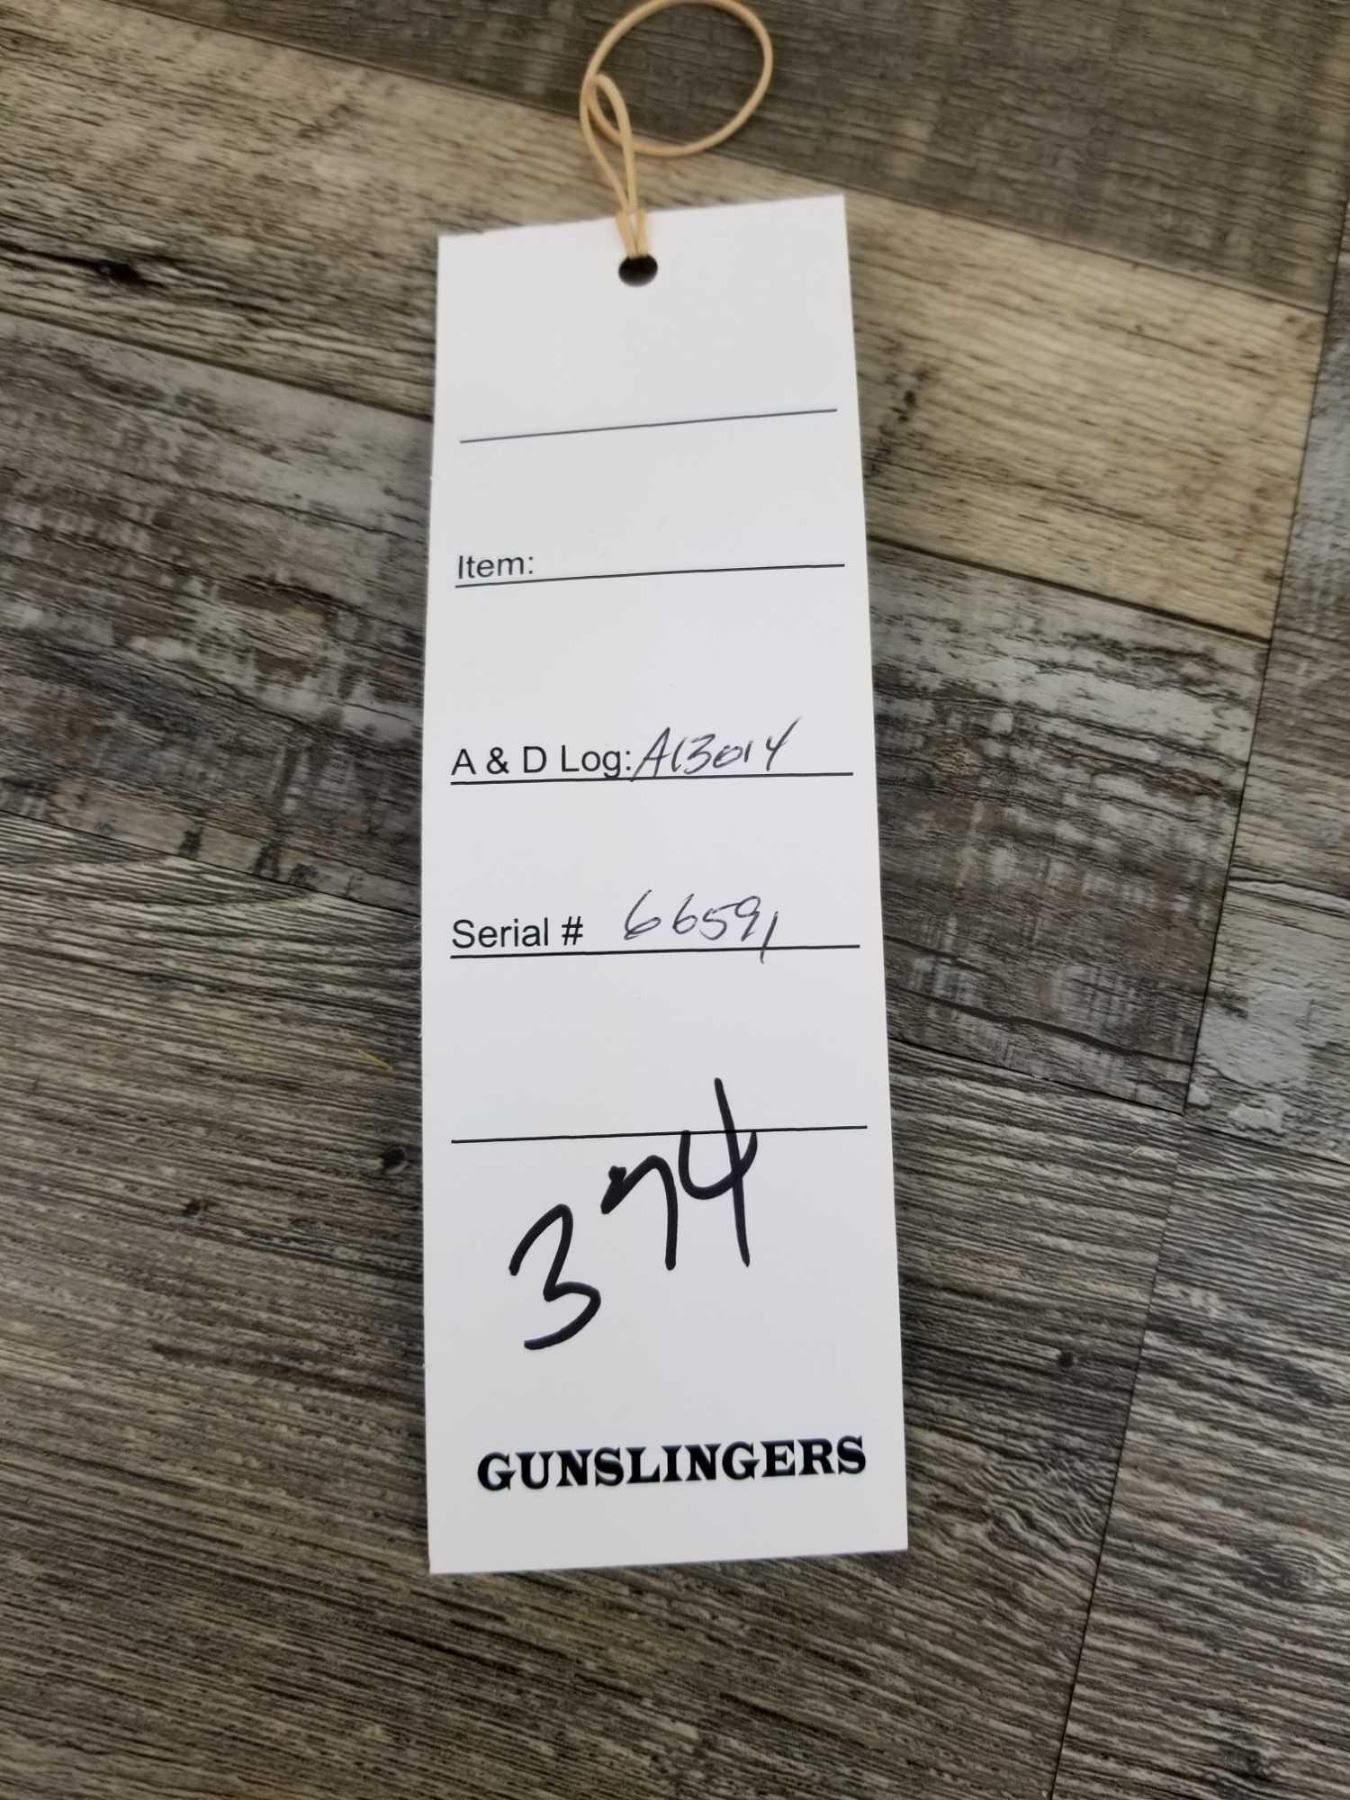 Item:
A & D Log: A13014
Serial # 66591
374
GUNSLINGERS